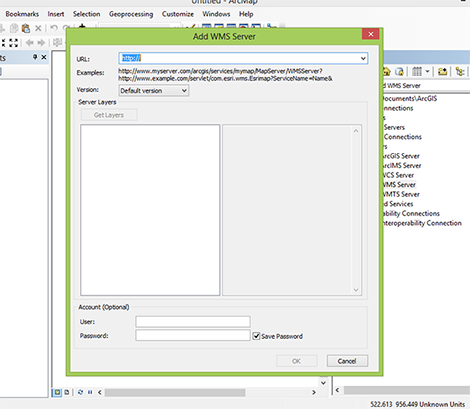 Untitled - ArcMap
Bookmarks Insert Selection Geoprocessing Customize Windows Help
Add WMS Server
URL: http://
Examples: http://www.myserver.com/arcgis/services/mymap/MapServer/WMSServer?
http://www.example.com/servlet/com.esri.wms.Esrimap?ServiceName=Name&
Version: Default version
Server Layers
Get Layers
Account (Optional)
User:
Password: Save Password
OK Cancel
ts
d WMS Server
Documents\ArcGIS
onnections
s
Servers
onnections
rs
ArcGIS Server
ArcIMS Server
WCS Server
WMS Server
WMTS Server
d Services
ability Connections
nteroperability Connection
522.613 956.449 Unknown Units